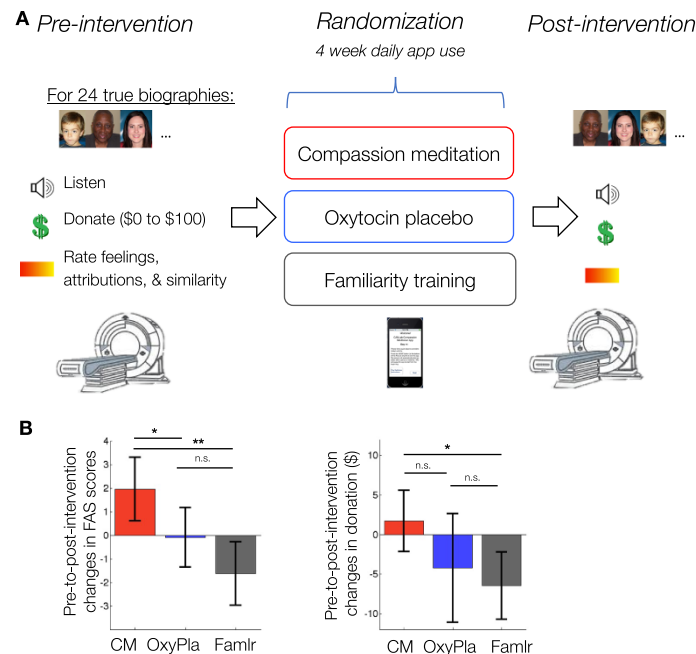 A
Pre-intervention
Randomization
Post-intervention
4 week daily app use
For 24 true biographies:
...
...
Listen
Donate ($0 to $100)
Rate feelings,
attributions, & similarity
$
$
Compassion meditation
Oxytocin placebo
Familiarity training
B
Pre-to-post-intervention
changes in FAS scores
4
3
2
1
0
-1
-2
-3
*
**
n.s.
CM OxyPla Famlr
Pre-to-post-intervention
changes in donation ($)
10
5
0
-5
-10
*
n.s.
n.s.
CM OxyPla Famlr